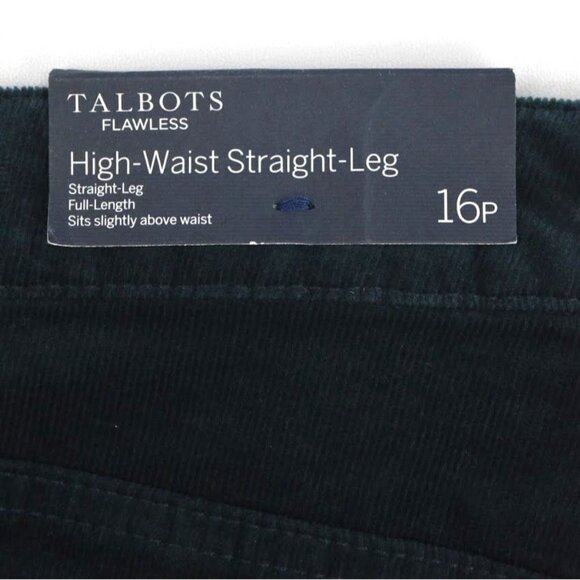 TALBOTS
FLAWLESS
High-Waist Straight-Leg
Straight-Leg
Full-Length
Sits slightly above waist
16P